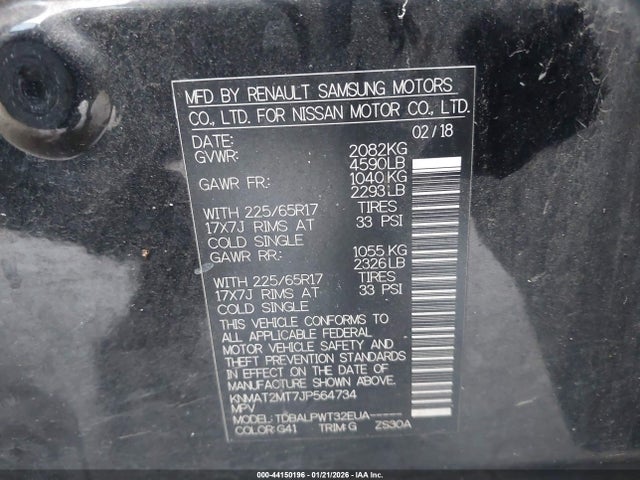 MFD BY RENAULT SAMSUNG MOTORS
CO., LTD. FOR NISSAN MOTOR CO., LTD.
DATE: 02/18
GVWR: 2082KG
4590LB
GAWR FR: 1040KG
2293LB
WITH 225/65R17 TIRES
17X7J RIMS AT 33 PSI
COLD SINGLE
GAWR RR: 1055KG
2326LB
WITH 225/65R17 TIRES
17X7J RIMS AT 33 PSI
COLD SINGLE
THIS VEHICLE CONFORMS TO
ALL APPLICABLE FEDERAL
MOTOR VEHICLE SAFETY AND
THEFT PREVENTION STANDARDS
IN EFFECT ON THE DATE OF
MANUFACTURE SHOWN ABOVE.
KNMAT2MT7JP564734
MPV
MODEL: TDBALPWT32EUA-----
COLOR: G41 TRIM: G ZS30A
000-44150196 - 01/21/2026 - COPYRIGHT IAA, LLC.